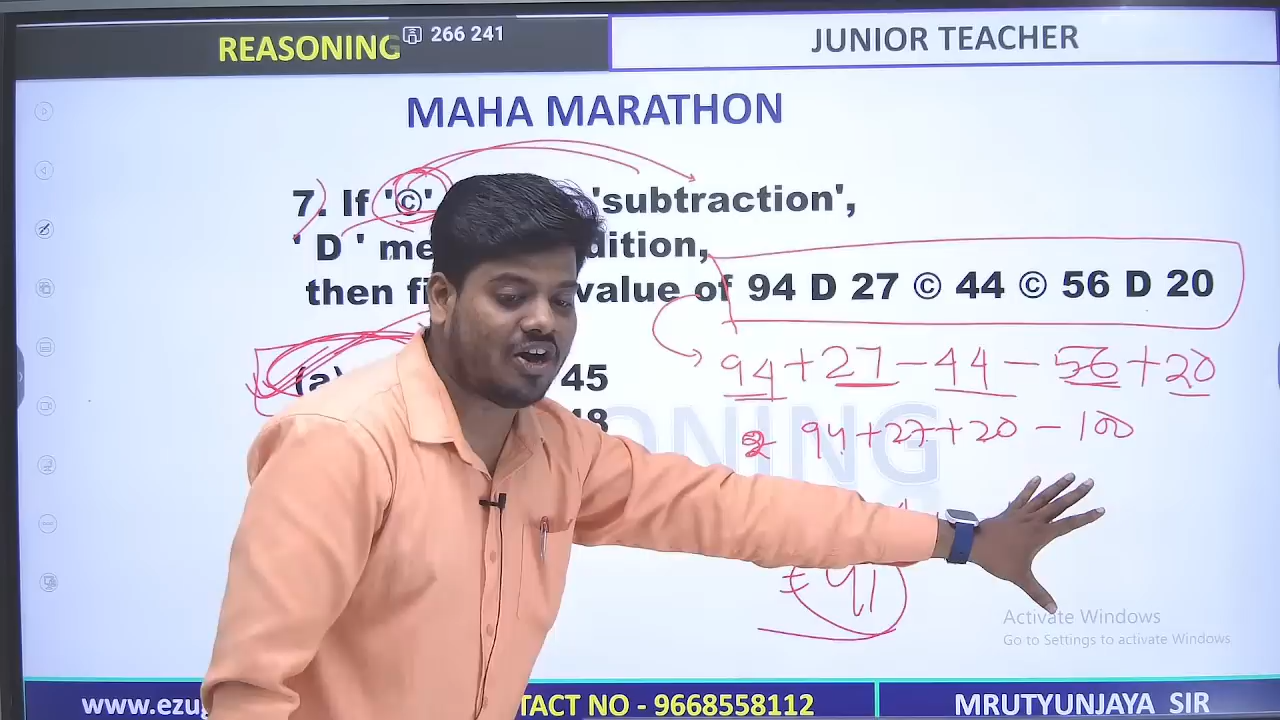 REASONING 266 241
JUNIOR TEACHER
MAHA MARATHON
7. If '©' 'subtraction',
' D ' me dition,
then fi value of 94 D 27 © 44 © 56 D 20
94 + 27 - 44 - 56 + 20
(a) 45
94 + 27 + 20 - 100
18
ONING
= 41
Activate Windows
Go to Settings to activate Windows.
www.ezug TACT NO - 9668558112 MRUTYUNJAYA SIR